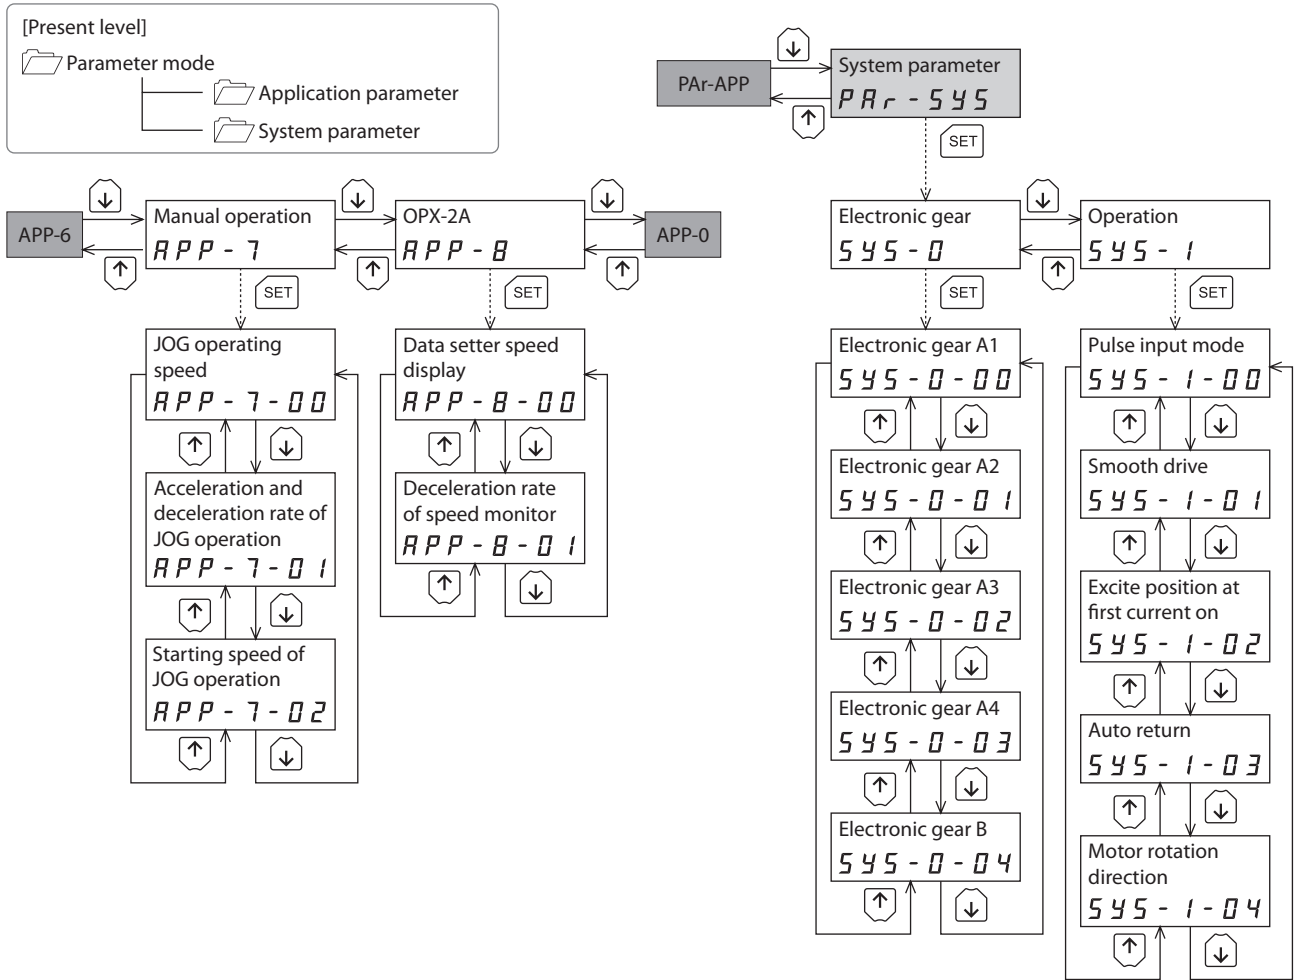 [Present level]
Parameter mode
Application parameter
System parameter
PAr-APP
System parameter
PAr-SYS
SET
APP-6
Manual operation
APP-7
OPX-2A
APP-8
APP-0
SET
SET
JOG operating
speed
APP-7-00
Acceleration and
deceleration rate of
JOG operation
APP-7-01
Starting speed of
JOG operation
APP-7-02
Data setter speed
display
APP-8-00
Deceleration rate
of speed monitor
APP-8-01
Electronic gear
SYS-0
Operation
SYS-1
SET
SET
Electronic gear A1
SYS-0-00
Electronic gear A2
SYS-0-01
Electronic gear A3
SYS-0-02
Electronic gear A4
SYS-0-03
Electronic gear B
SYS-0-04
Pulse input mode
SYS-1-00
Smooth drive
SYS-1-01
Excite position at
first current on
SYS-1-02
Auto return
SYS-1-03
Motor rotation
direction
SYS-1-04